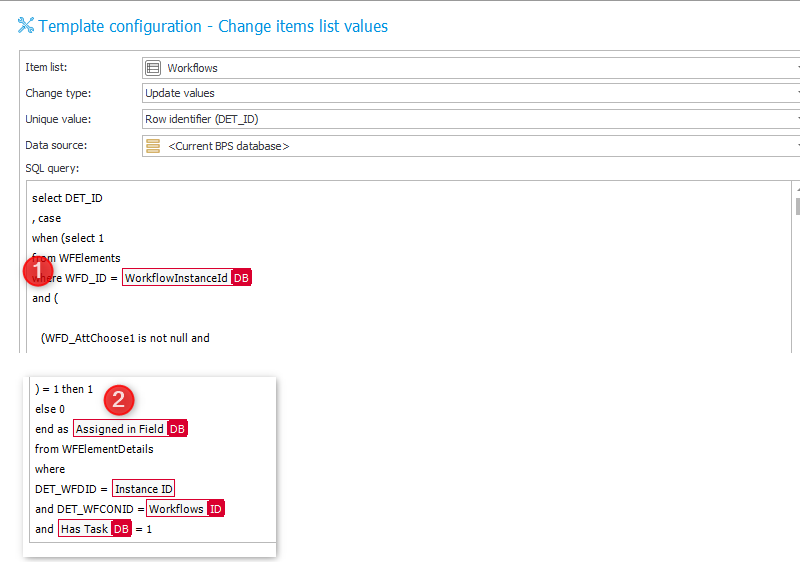 Template configuration - Change items list values
Item list: Workflows
Change type: Update values
Unique value: Row identifier (DET_ID)
Data source: <Current BPS database>
SQL query:
select DET_ID
, case
when (select 1
from WFElements
1
where WFD_ID = WorkflowInstanceId DB
and (
(WFD_AttChoose1 is not null and
) = 1 then 1
2
else 0
end as Assigned in Field DB
from WFElementDetails
where
DET_WFDID = Instance ID
and DET_WFCONID = Workflows ID
and Has Task DB = 1